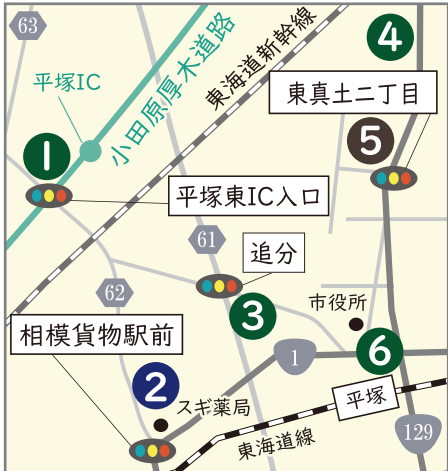 63
4
平塚IC
小田原厚木道路
東海道新幹線
東真土二丁目
5
1
平塚東IC入口
61
追分
62
3
市役所
相模貨物駅前
1
6
2
スギ薬局
平塚
東海道線
129